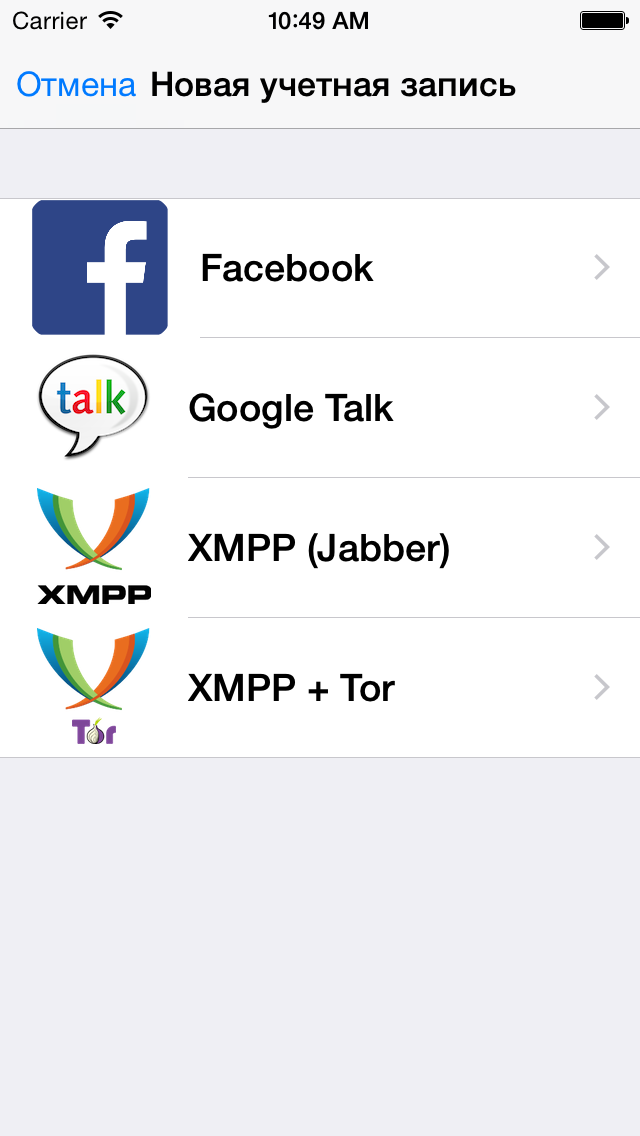 Carrier 10:49 AM
Отмена Новая учетная запись
Facebook
talk Google Talk
XMPP (Jabber)
XMPP
XMPP + Tor
Tor